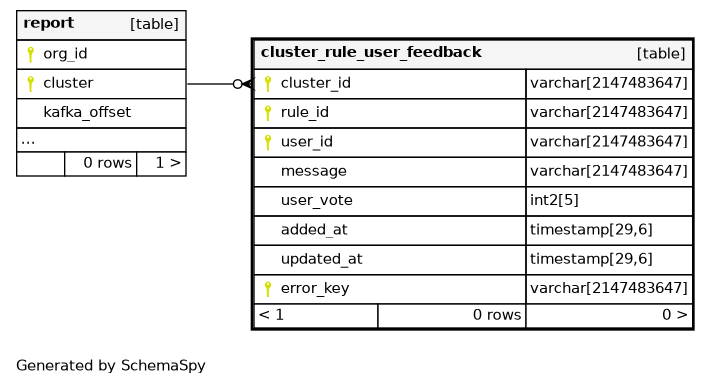 report [table]
org_id
cluster
kafka_offset
...
0 rows 1 >
cluster_rule_user_feedback [table]
cluster_id varchar[2147483647]
rule_id varchar[2147483647]
user_id varchar[2147483647]
message varchar[2147483647]
user_vote int2[5]
added_at timestamp[29,6]
updated_at timestamp[29,6]
error_key varchar[2147483647]
< 1 0 rows 0 >
Generated by SchemaSpy